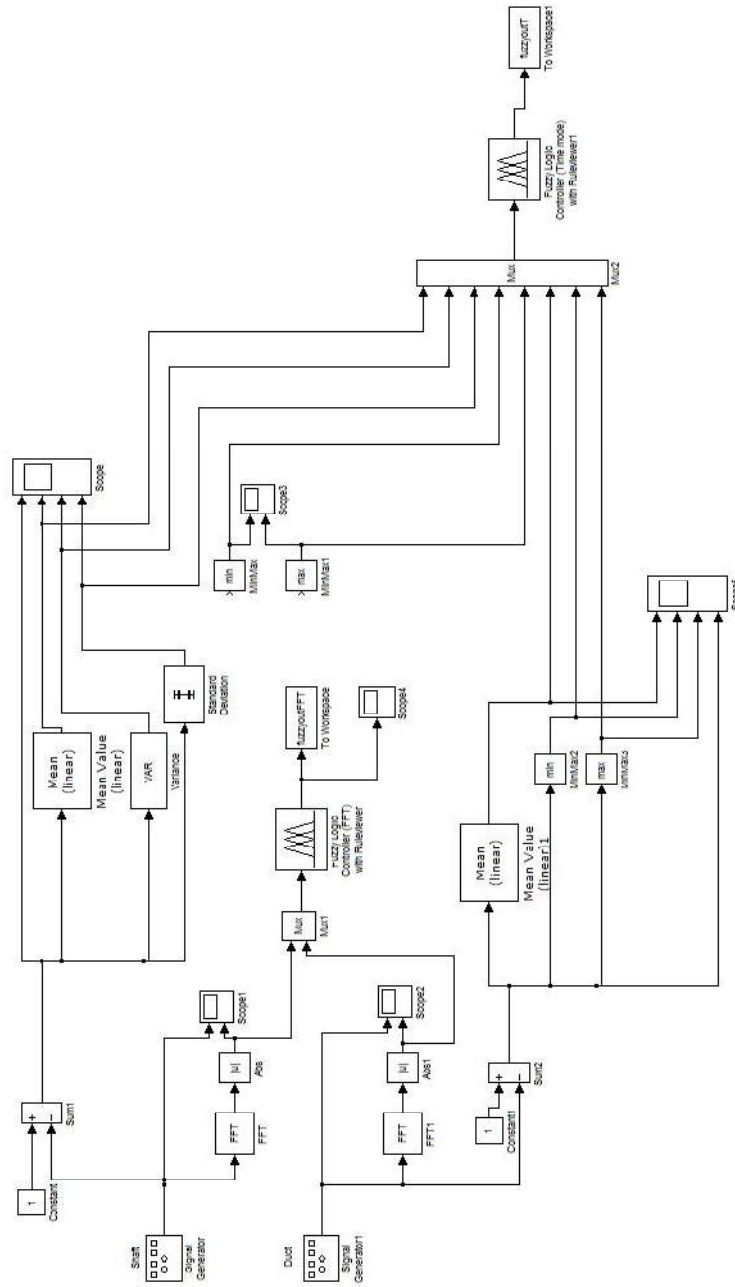 Shaft
Signal
Generator
1
Constant
+
−
Sum1
FFT
FFT
|u|
Abs
Scope1
Mean
(linear)
Mean Value
(linear)
VAR
Variance
Standard
Deviation
Scope
Duct
Signal
Generator1
FFT
FFT1
|u|
Abs1
Scope2
Mux
Mux1
Fuzzy Logic
Controller (FFT)
with Ruleviewer
fuzzyoutFFT
To Workspace
Scope4
min
MinMax
max
MinMax1
Scope3
1
Constant1
+
−
Sum2
Mean
(linear)
Mean Value
(linear)1
min
MinMax2
max
MinMax3
Mux
Mux2
Fuzzy Logic
Controller (Time mode)
with Ruleviewer1
fuzzyoutT
To Workspace1